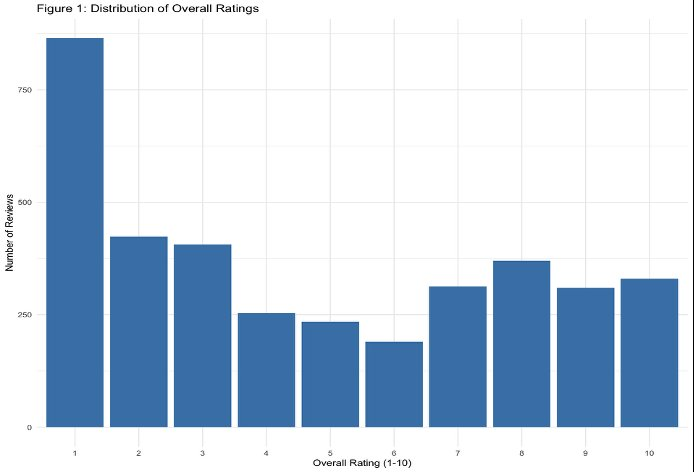 Figure 1: Distribution of Overall Ratings
750
500
250
0
Number of Reviews
1 2 3 4 5 6 7 8 9 10
Overall Rating (1-10)